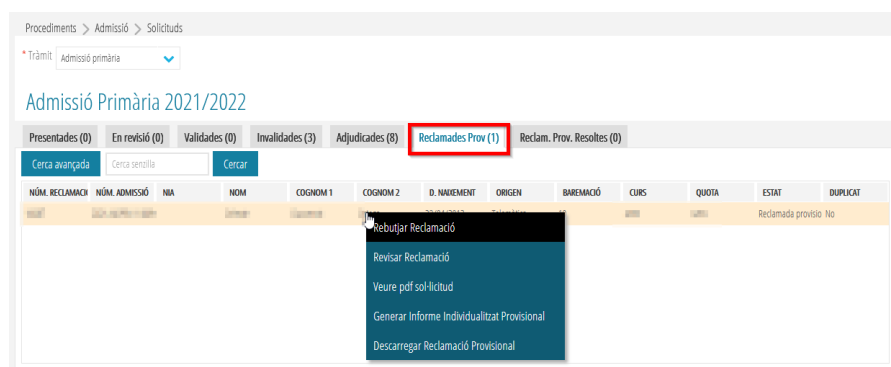 Procediments > Admissió > Solicituds
* Tràmit Admissió primària
Admissió Primària 2021/2022
Presentades (0) En revisió (0) Validades (0) Invalidades (3) Adjudicades (8) Reclamades Prov (1) Reclam. Prov. Resoltes (0)
Cerca avançada Cerca senzilla Cercar
NÚM. RECLAMACIÓ NÚM. ADMISSIÓ NIA NOM COGNOM 1 COGNOM 2 D. NAIXEMENT ORIGEN BAREMACIÓ CURS QUOTA ESTAT DUPLICAT
Reclamada provisio No
Rebutjar Reclamació
Revisar Reclamació
Veure pdf sol·licitud
Generar Informe Individualitzat Provisional
Descarregar Reclamació Provisional